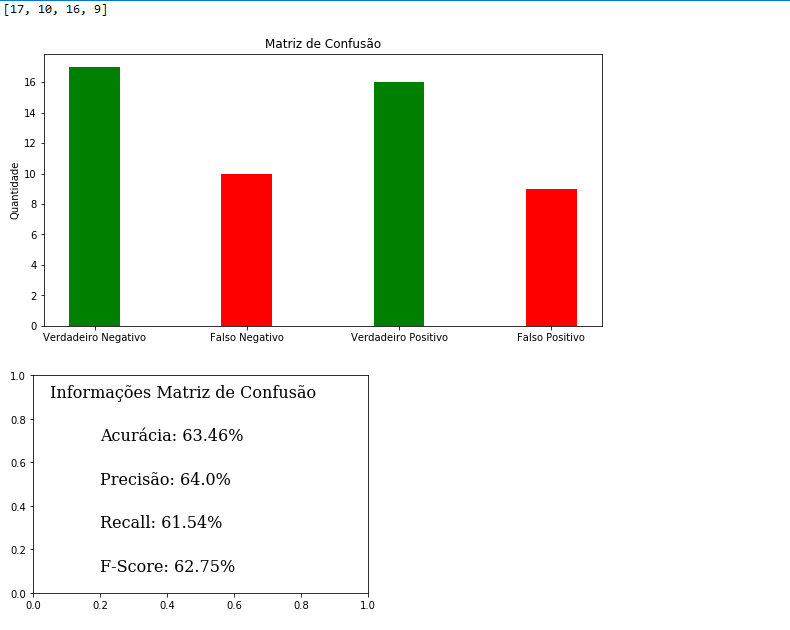 [17, 10, 16, 9]
Matriz de Confusão
16
14
12
10
8
6
4
2
0
Quantidade
Verdadeiro Negativo Falso Negativo Verdadeiro Positivo Falso Positivo
1.0
0.8
0.6
0.4
0.2
0.0
Informações Matriz de Confusão
Acurácia: 63.46%
Precisão: 64.0%
Recall: 61.54%
F-Score: 62.75%
0.0 0.2 0.4 0.6 0.8 1.0